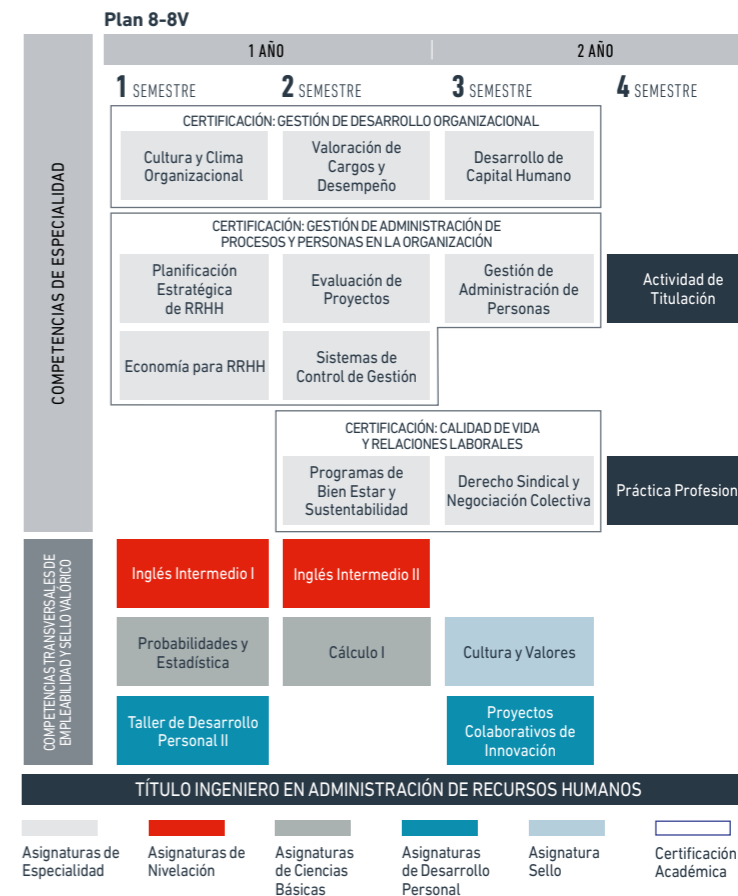 Plan 8-8V
1 AÑO
2 AÑO
1 SEMESTRE
2 SEMESTRE
3 SEMESTRE
4 SEMESTRE
COMPETENCIAS DE ESPECIALIDAD
CERTIFICACIÓN: GESTIÓN DE DESARROLLO ORGANIZACIONAL
Cultura y Clima
Organizacional
Valoración de
Cargos y
Desempeño
Desarrollo de
Capital Humano
CERTIFICACIÓN: GESTIÓN DE ADMINISTRACIÓN DE
PROCESOS Y PERSONAS EN LA ORGANIZACIÓN
Planificación
Estratégica
de RRHH
Evaluación de
Proyectos
Gestión de
Administración de
Personas
Actividad de
Titulación
Economía para RRHH
Sistemas de
Control de Gestión
CERTIFICACIÓN: CALIDAD DE VIDA
Y RELACIONES LABORALES
Programas de
Bien Estar y
Sustentabilidad
Derecho Sindical y
Negociación Colectiva
Práctica Profesion
COMPETENCIAS TRANSVERSALES DE
EMPLEABILIDAD Y SELLO VALÓRICO
Inglés Intermedio I
Inglés Intermedio II
Probabilidades y
Estadística
Cálculo I
Cultura y Valores
Taller de Desarrollo
Personal II
Proyectos
Colaborativos de
Innovación
TÍTULO INGENIERO EN ADMINISTRACIÓN DE RECURSOS HUMANOS
Asignaturas de
Especialidad
Asignaturas de
Nivelación
Asignaturas
de Ciencias
Básicas
Asignaturas
de Desarrollo
Personal
Asignatura
Sello
Certificación
Académica